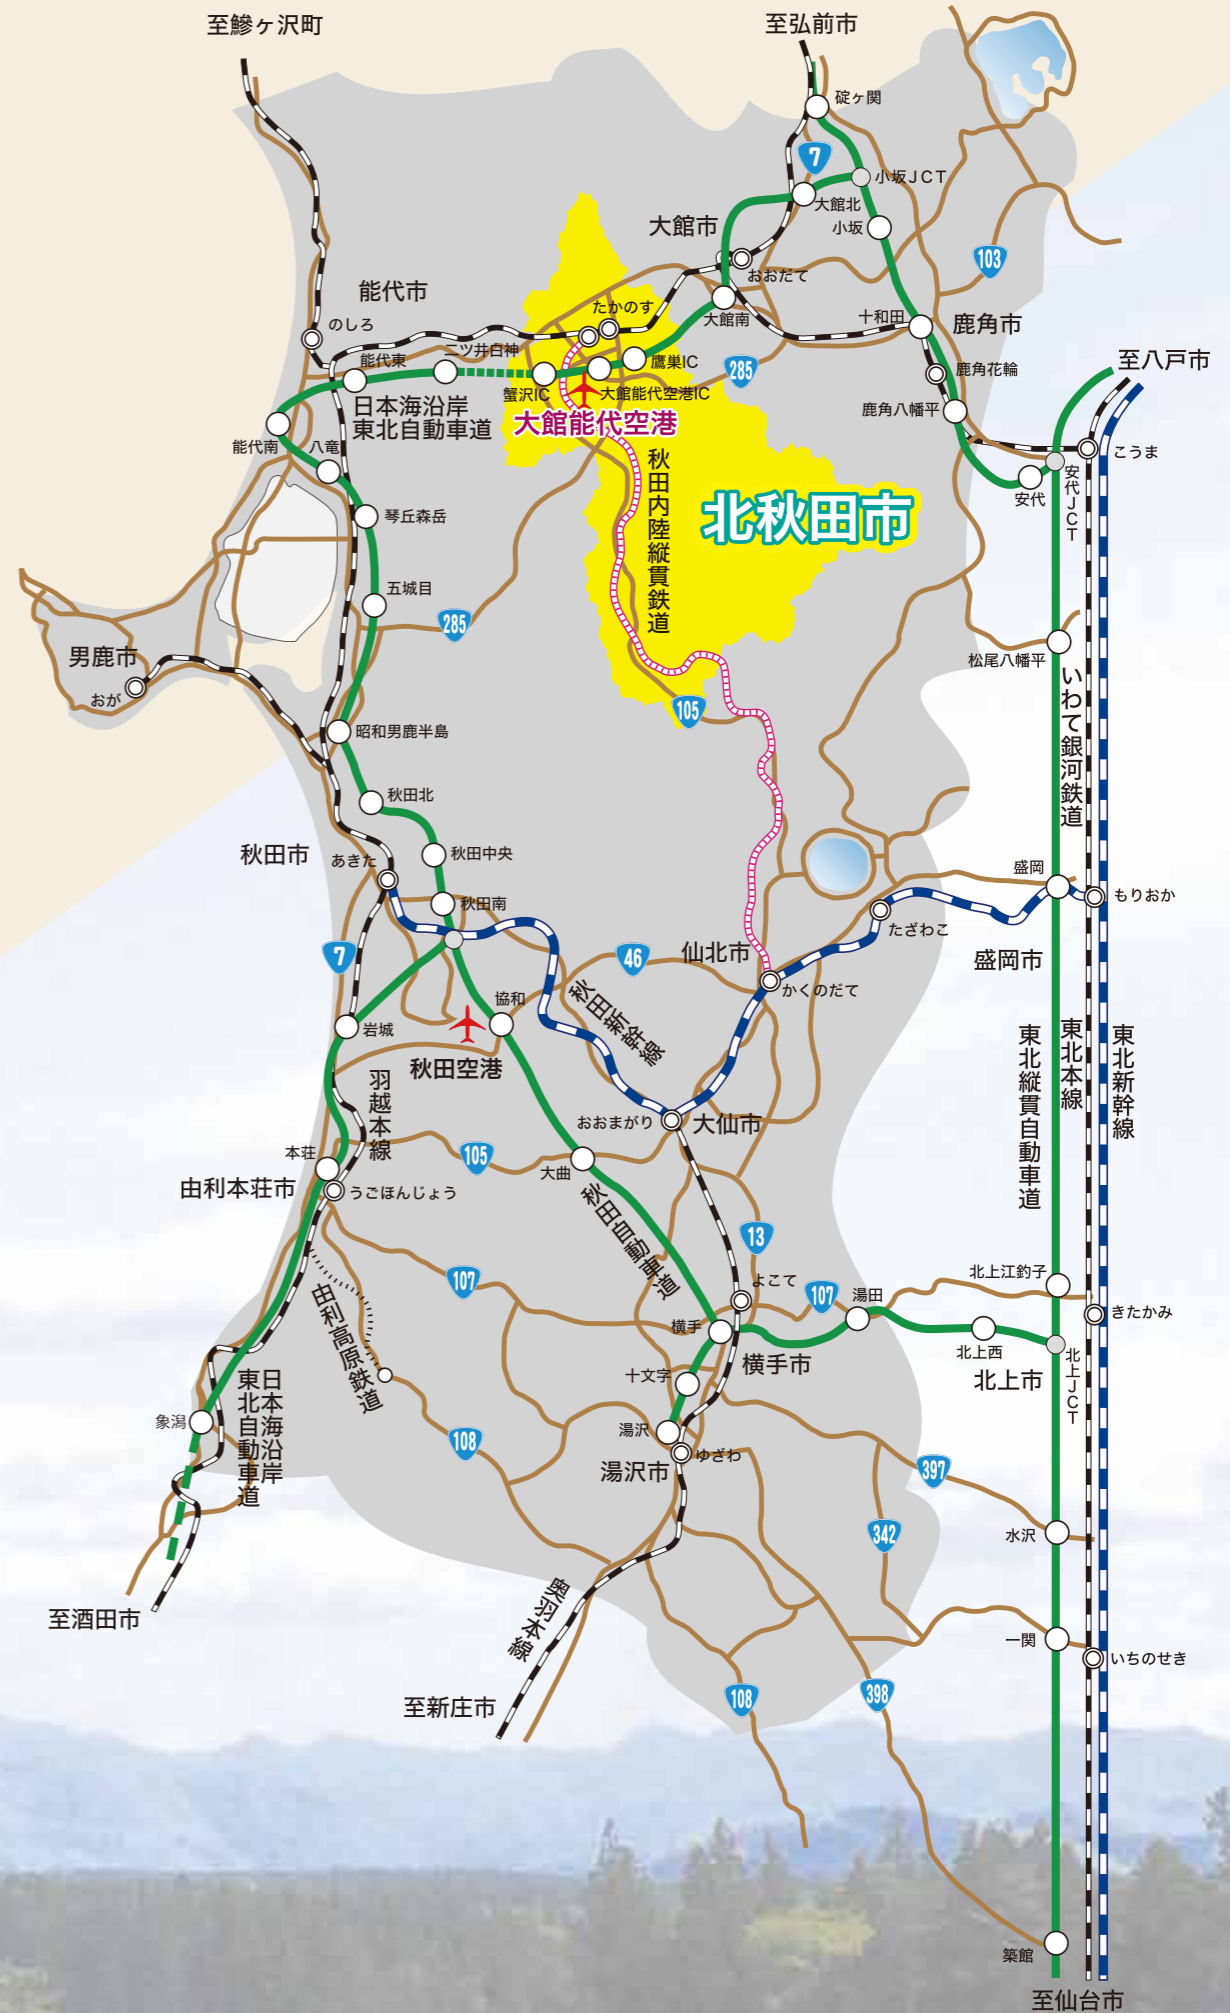 至鰺ヶ沢町
至弘前市
碇ヶ関
7
小坂JCT
大館北
小坂
大館市
103
おおだて
能代市
のしろ
たかのす
大館南
十和田
鹿角市
至八戸市
能代東
二ツ井白神
鷹巣IC
285
鹿角花輪
蟹沢IC
大館能代空港IC
大館能代空港
日本海沿岸
東北自動車道
鹿角八幡平
能代南
八竜
こうま
秋田内陸縦貫鉄道
安代
安代JCT
北秋田市
琴丘森岳
五城目
285
男鹿市
おが
松尾八幡平
いわて銀河鉄道
105
昭和男鹿半島
秋田北
秋田市
あきた
秋田中央
盛岡
もりおか
秋田南
たざわこ
7
46
仙北市
盛岡市
かくのだて
協和
秋田新幹線
岩城
秋田空港
東北縦貫自動車道
東北本線
東北新幹線
羽越本線
おおまがり
大仙市
本荘
105
大曲
由利本荘市
うごほんじょう
秋田自動車道
13
107
よこて
107
湯田
北上江釣子
由利高原鉄道
横手
きたかみ
横手市
北上西
北上市
北上JCT
十文字
日本海沿岸
東北自動車道
象潟
湯沢
108
ゆざわ
湯沢市
397
342
水沢
至酒田市
奥羽本線
一関
いちのせき
至新庄市
108
398
築館
至仙台市